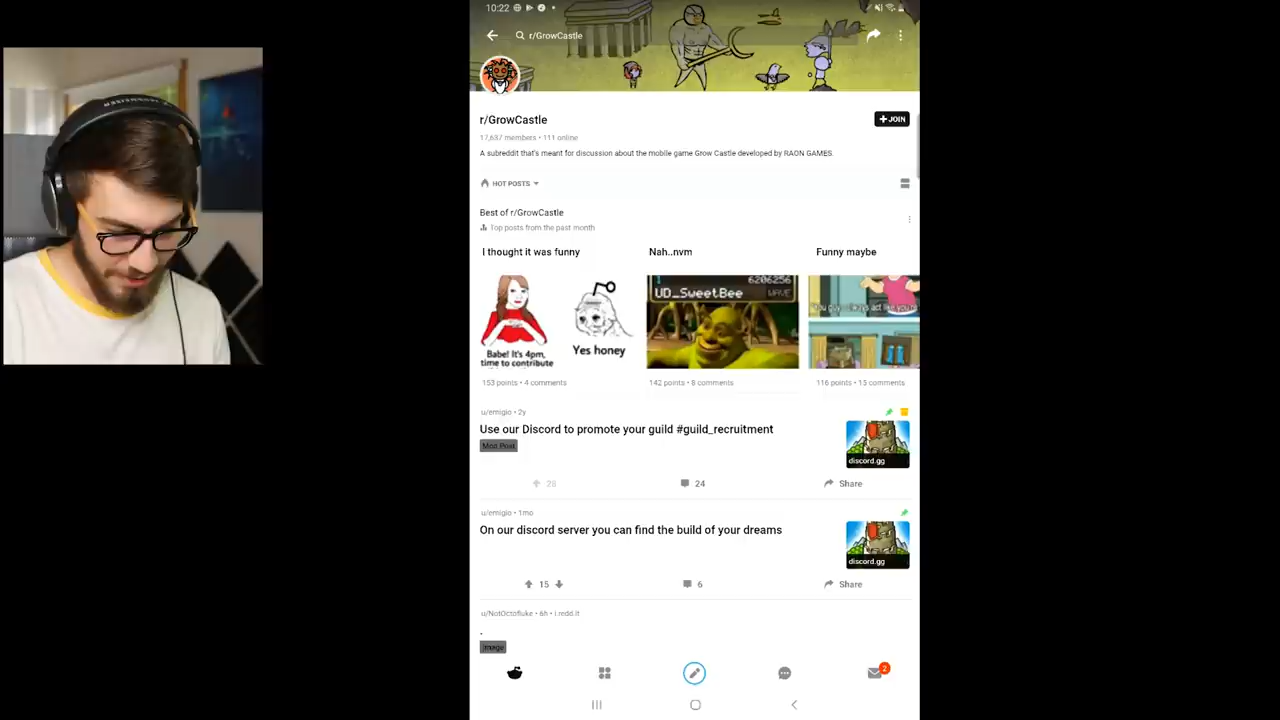 10:22
r/GrowCastle
r/GrowCastle
JOIN
17,637 members • 111 online
A subreddit that's meant for discussion about the mobile game Grow Castle developed by RAON GAMES.
HOT POSTS
Best of r/GrowCastle
Top posts from the past month
I thought it was funny
Nah..nvm
Funny maybe
6206256
UD_SweetBee
Babe! It's 4pm,
time to contribute
Yes honey
153 points • 4 comments
142 points • 8 comments
116 points • 15 comments
u/emigio • 2y
Use our Discord to promote your guild #guild_recruitment
Mod Post
discord.gg
28
24
Share
u/emigio • 1mo
On our discord server you can find the build of your dreams
discord.gg
15
6
Share
u/NotOctofluke • 6h • i.redd.it
.
Image
2